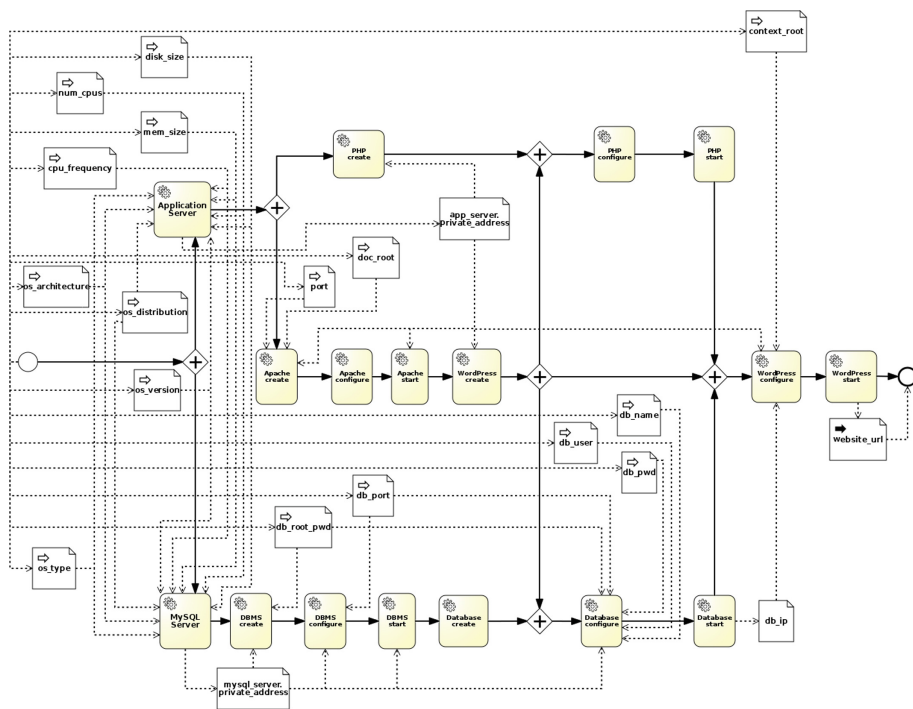 context_root
disk_size
num_cpus
mem_size
cpu_frequency
PHP
create
PHP
configure
PHP
start
Application
Server
app_server.
private_address
doc_root
port
os_architecture
os_distribution
Apache
create
Apache
configure
Apache
start
WordPress
create
WordPress
configure
WordPress
start
os_version
db_name
website_url
db_user
db_pwd
db_port
db_root_pwd
os_type
MySQL
Server
DBMS
create
DBMS
configure
DBMS
start
Database
create
Database
configure
Database
start
db_ip
mysql_server.
private_address